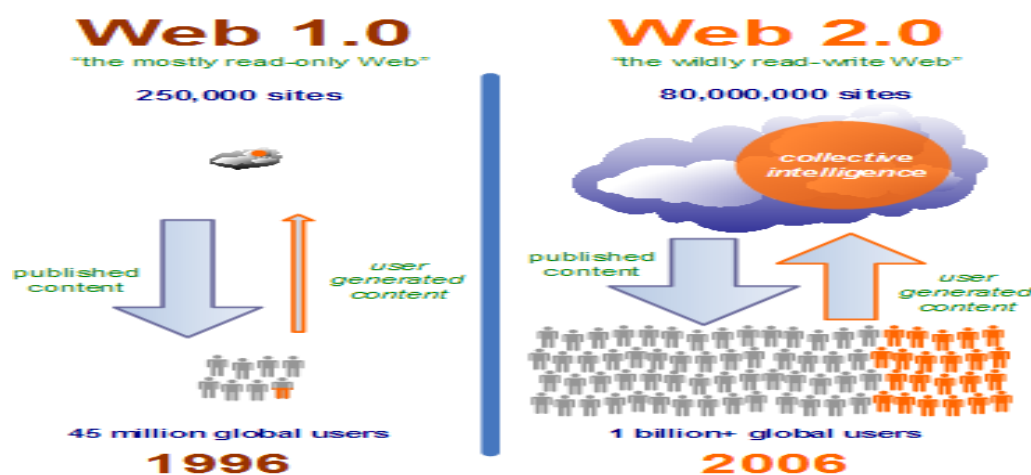 Web 1.0
"the mostly read-only Web"
250,000 sites
published
content
user
generated
content
45 million global users
1996
Web 2.0
"the wildly read-write Web"
80,000,000 sites
collective
intelligence
published
content
user
generated
content
1 billion+ global users
2006